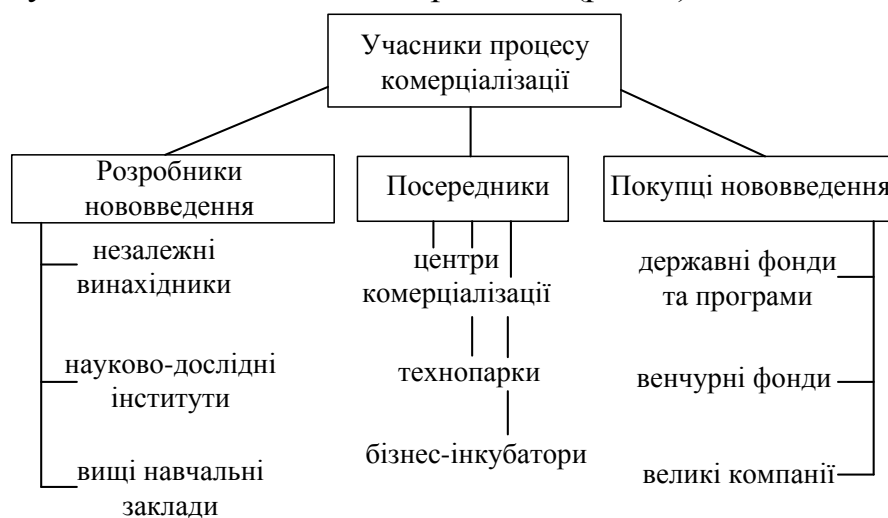 Учасники процесу
комерціалізації
Розробники
нововведення
незалежні
винахідники
науково-дослідні
інститути
вищі навчальні
заклади
Посередники
центри
комерціалізації
технопарки
бізнес-інкубатори
Покупці нововведення
державні фонди
та програми
венчурні фонди
великі компанії